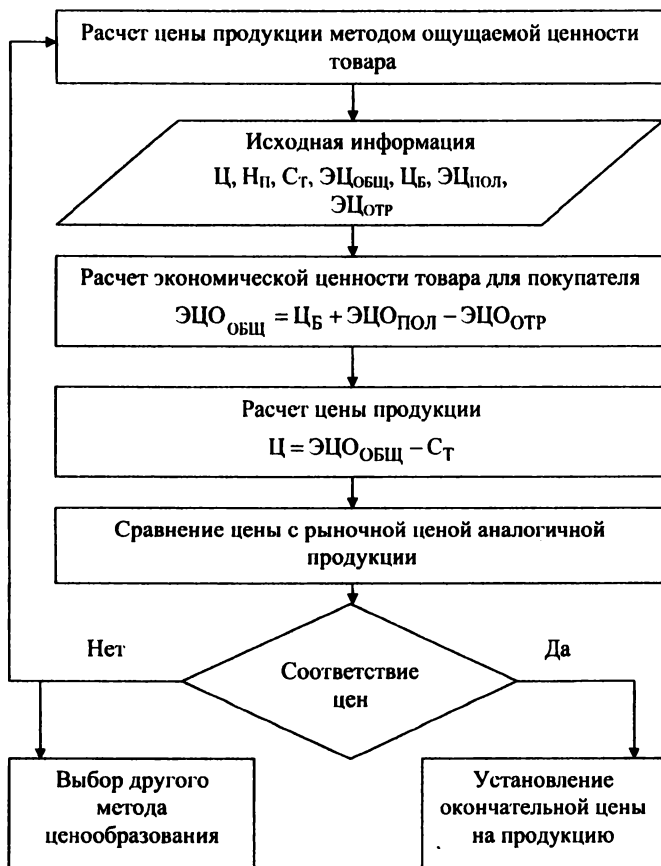 Расчет цены продукции методом ощущаемой ценности
товара
Исходная информация
Ц, Нп, Ст, ЭЦОБЩ, ЦБ, ЭЦПОЛ,
ЭЦОТР
Расчет экономической ценности товара для покупателя
ЭЦООБЩ = ЦБ + ЭЦОПОЛ − ЭЦООТР
Расчет цены продукции
Ц = ЭЦООБЩ − СТ
Сравнение цены с рыночной ценой аналогичной
продукции
Нет
Да
Соответствие
цен
Выбор другого
метода
ценообразования
Установление
окончательной цены
на продукцию